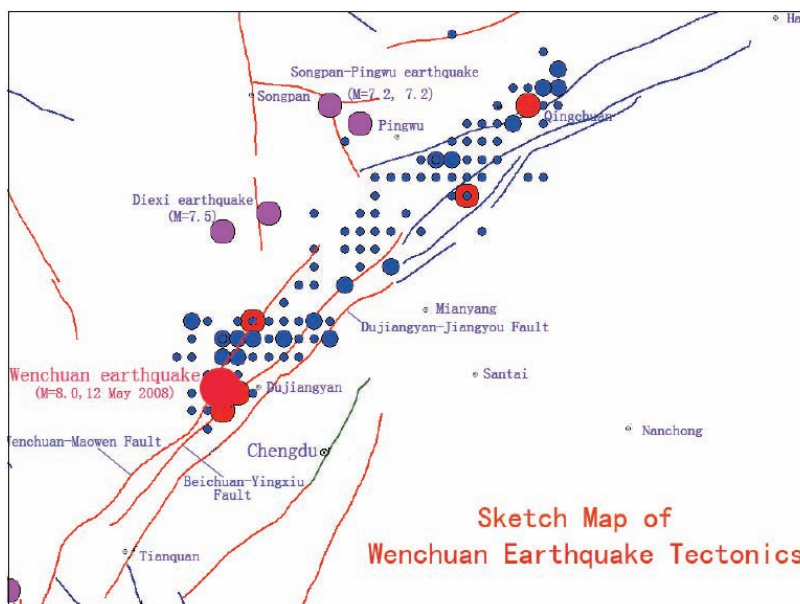 Ha
Songpan-Pingwu earthquake
(M=7.2, 7.2)
Songpan
Pingwu
Qingchuan
Diexi earthquake
(M=7.5)
Mianyang
Dujiangyan-Jiangyou Fault
Wenchuan earthquake
(M=8.0,12 May 2008)
Dujiangyan
Santai
Nanchong
Wenchuan-Maowen Fault
Chengdu
Beichuan-Yingxiu
Fault
Tianquan
Sketch Map of
Wenchuan Earthquake Tectonics